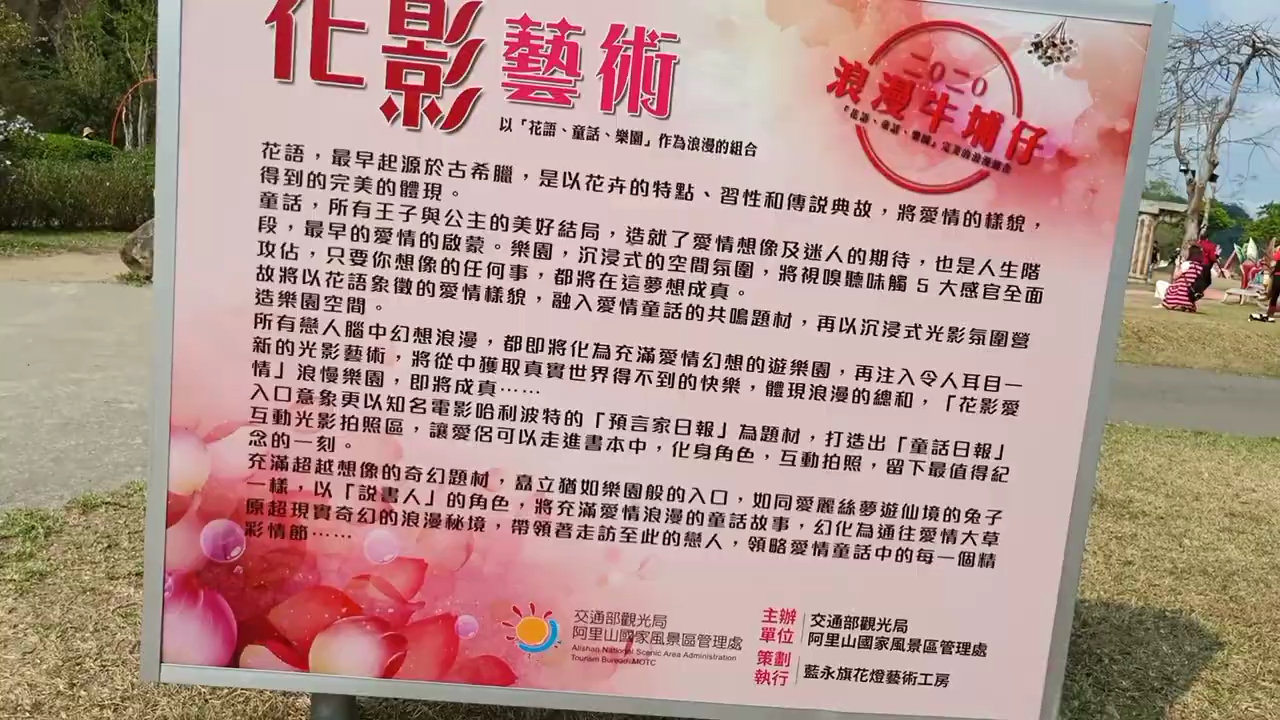 花影藝術
以「花語、童話、樂園」作為浪漫的組合
2020
浪漫牛埔仔
「花語、童話、樂園」完美的浪漫組合
花語，最早起源於古希臘，是以花卉的特點、習性和傳説典故，將愛情的樣貌，
得到的完美的體現。
童話，所有王子與公主的美好結局，造就了愛情想像及迷人的期待，也是人生階
段，最早的愛情的啟蒙。樂園，沉浸式的空間氛圍，將視嗅聽味觸 5 大感官全面
攻佔，只要你想像的任何事，都將在這夢想成真。
故將以花語象徵的愛情樣貌，融入愛情童話的共鳴題材，再以沉浸式光影氛圍營
造樂園空間。
所有戀人腦中幻想浪漫，都即將化為充滿愛情幻想的遊樂園，再注入令人耳目一
新的光影藝術，將從中獲取真實世界得不到的快樂，體現浪漫的總和，「花影愛
情」浪慢樂園，即將成真……
入口意象更以知名電影哈利波特的「預言家日報」為題材，打造出「童話日報」
互動光影拍照區，讓愛侶可以走進書本中，化身角色，互動拍照，留下最值得紀
念的一刻。
充滿超越想像的奇幻題材，矗立猶如樂園般的入口，如同愛麗絲夢遊仙境的兔子
一樣，以「説書人」的角色，將充滿愛情浪漫的童話故事，幻化為通往愛情大草
原超現實奇幻的浪漫秘境，帶領著走訪至此的戀人，領略愛情童話中的每一個精
彩情節……
交通部觀光局
阿里山國家風景區管理處
Alishan National Scenic Area Administration
Tourism Bureau,MOTC
主辦單位
交通部觀光局
阿里山國家風景區管理處
策劃執行
藍永旗花燈藝術工房